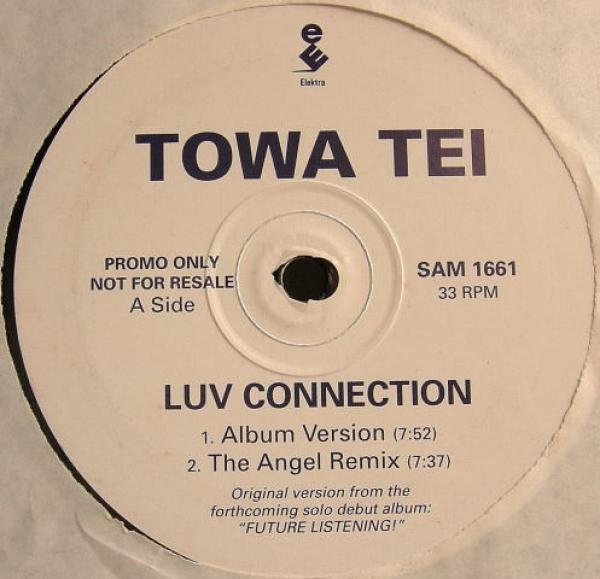 Elektra
TOWA TEI
PROMO ONLY
NOT FOR RESALE
A Side
SAM 1661
33 RPM
LUV CONNECTION
1. Album Version (7:52)
2. The Angel Remix (7:37)
Original version from the
forthcoming solo debut album:
"FUTURE LISTENING!"